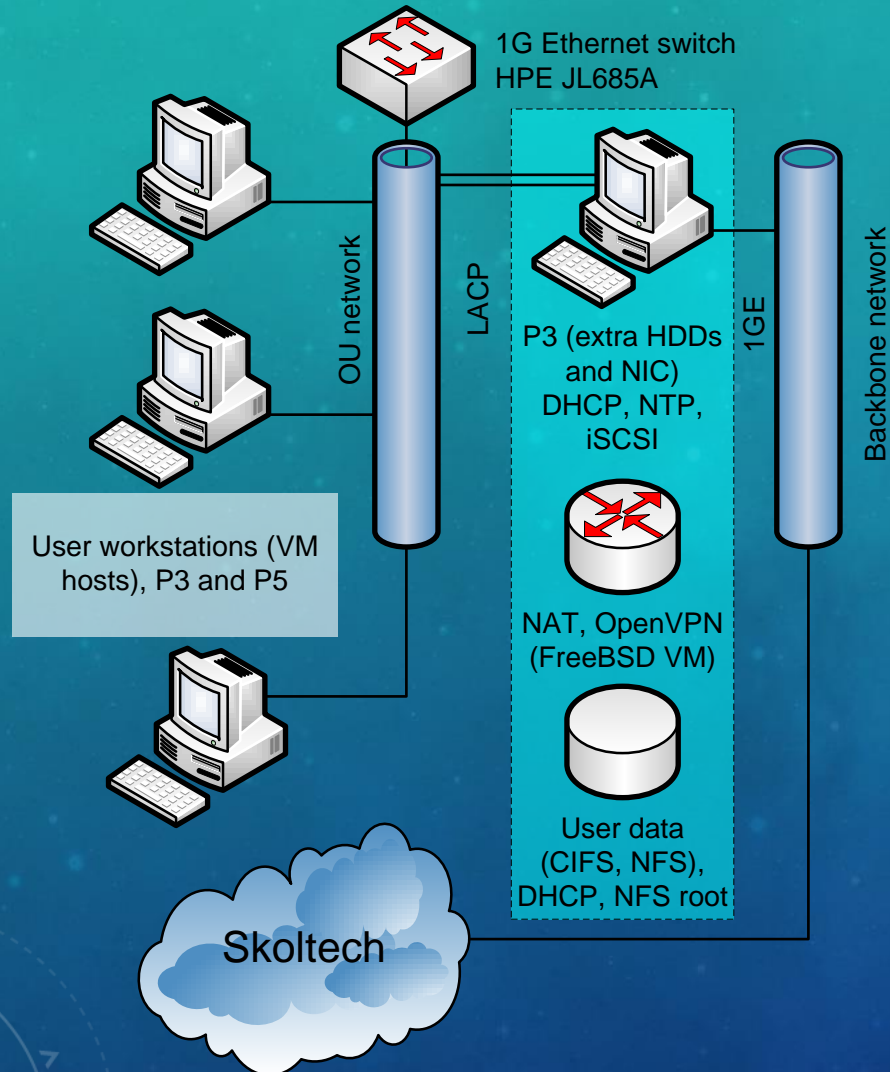 1G Ethernet switch
HPE JL685A
OU network
LACP
1GE
Backbone network
P3 (extra HDDs
and NIC)
DHCP, NTP,
iSCSI
User workstations (VM
hosts), P3 and P5
NAT, OpenVPN
(FreeBSD VM)
User data
(CIFS, NFS),
DHCP, NFS root
Skoltech